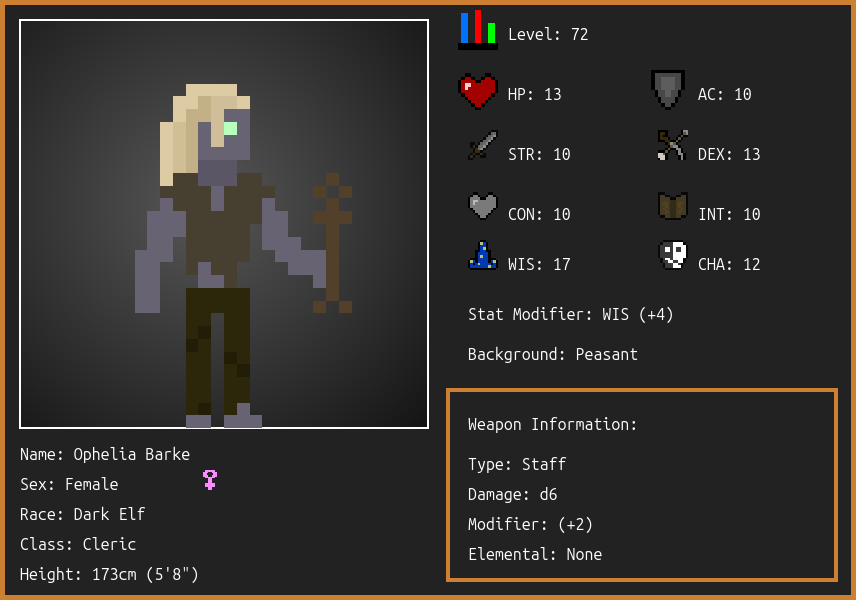 Level: 72
HP: 13
AC: 10
STR: 10
DEX: 13
CON: 10
INT: 10
WIS: 17
CHA: 12
Stat Modifier: WIS (+4)
Background: Peasant
Weapon Information:
Type: Staff
Damage: d6
Modifier: (+2)
Elemental: None
Name: Ophelia Barke
Sex: Female
Race: Dark Elf
Class: Cleric
Height: 173cm (5'8")